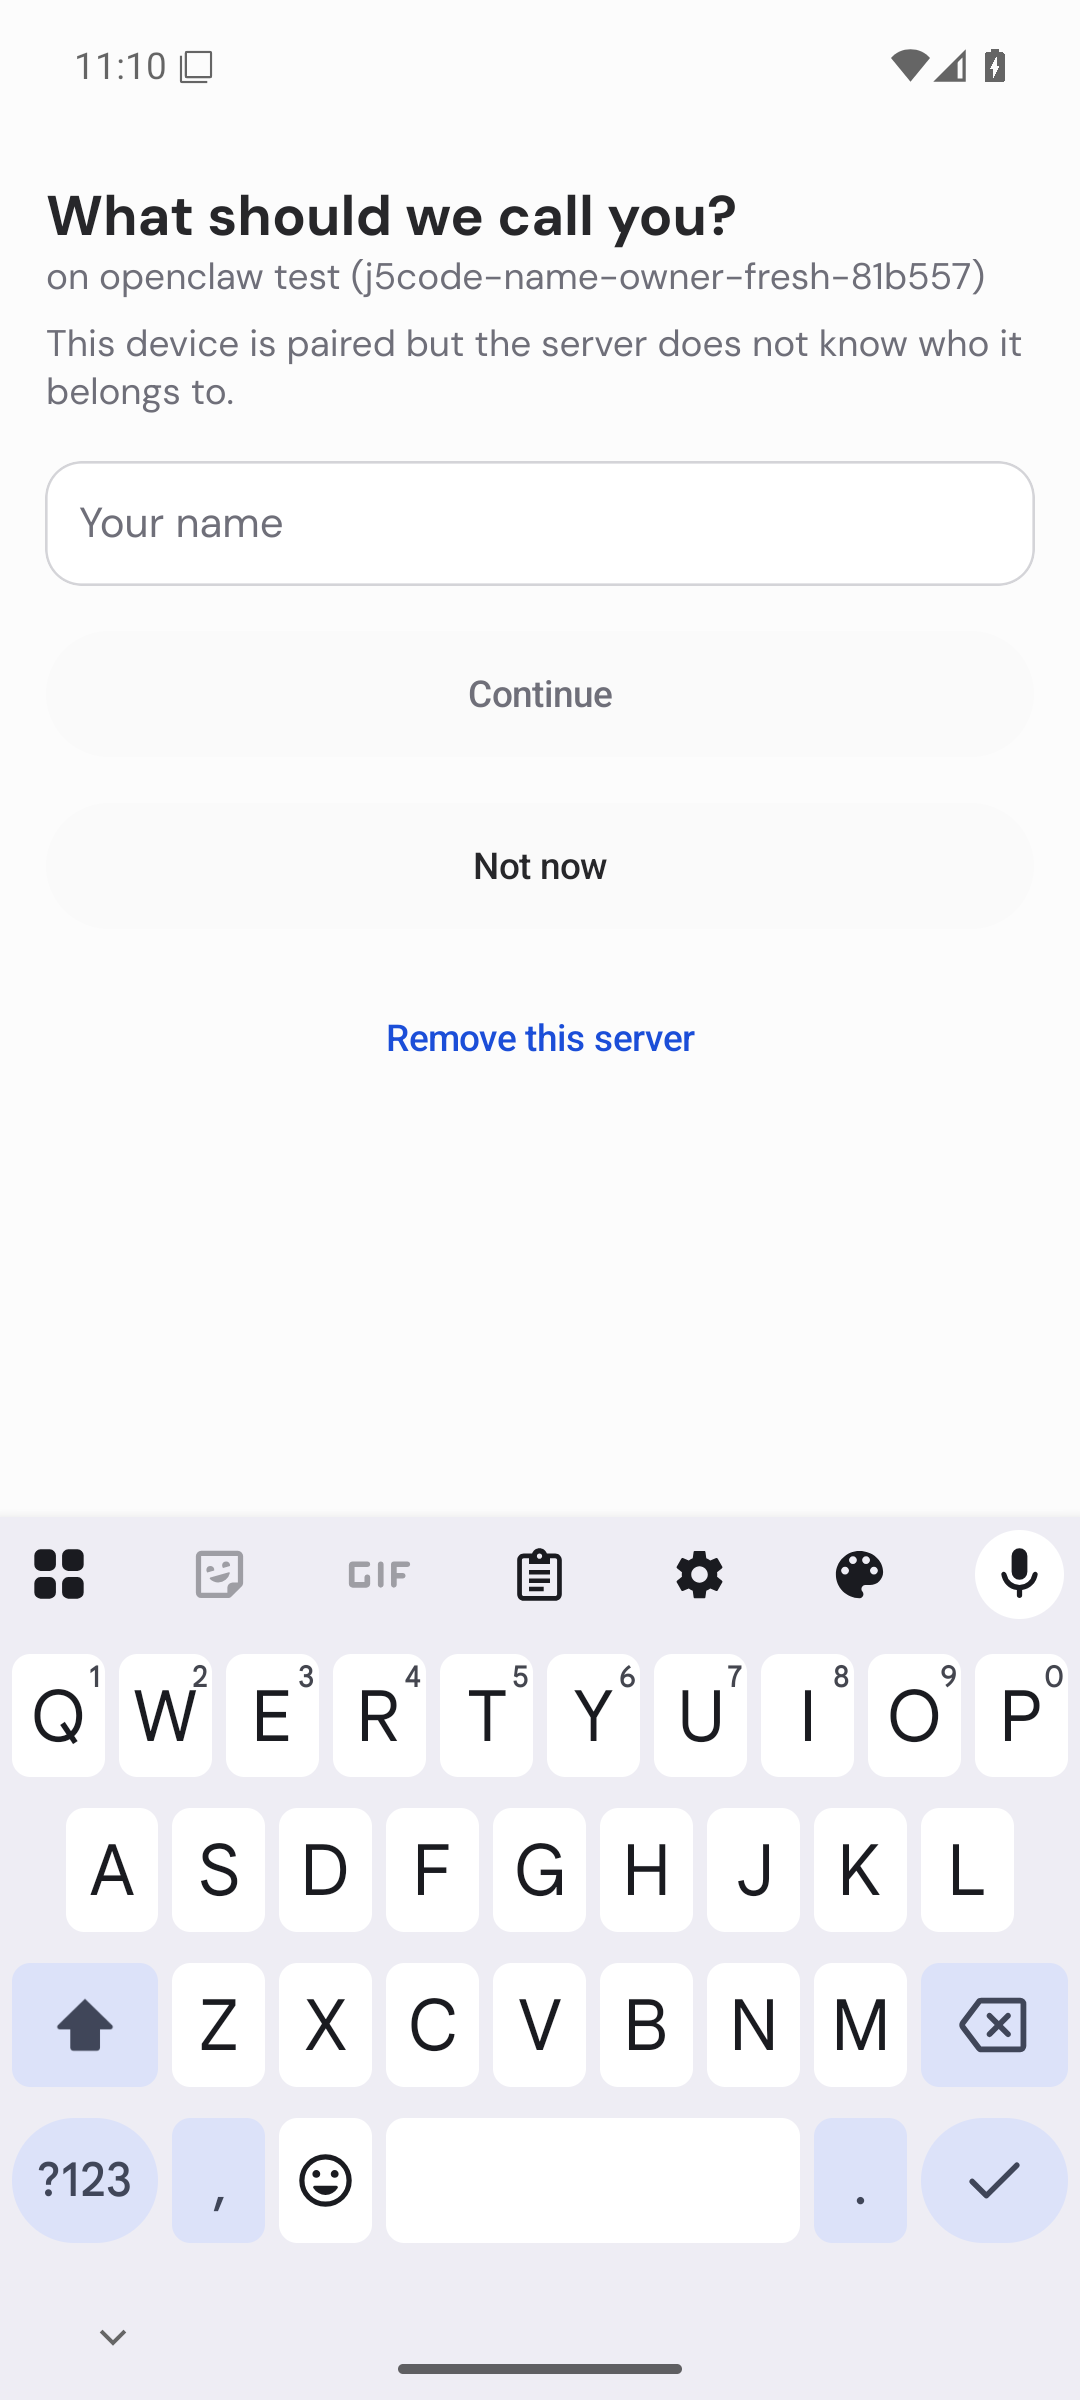 11:10
What should we call you?
on openclaw test (j5code-name-owner-fresh-81b557)
This device is paired but the server does not know who it
belongs to.
Your name
Continue
Not now
Remove this server
GIF
Q1 W2 E3 R4 T5 Y6 U7 I8 O9 P0
A S D F G H J K L
Z X C V B N M
?123 , .